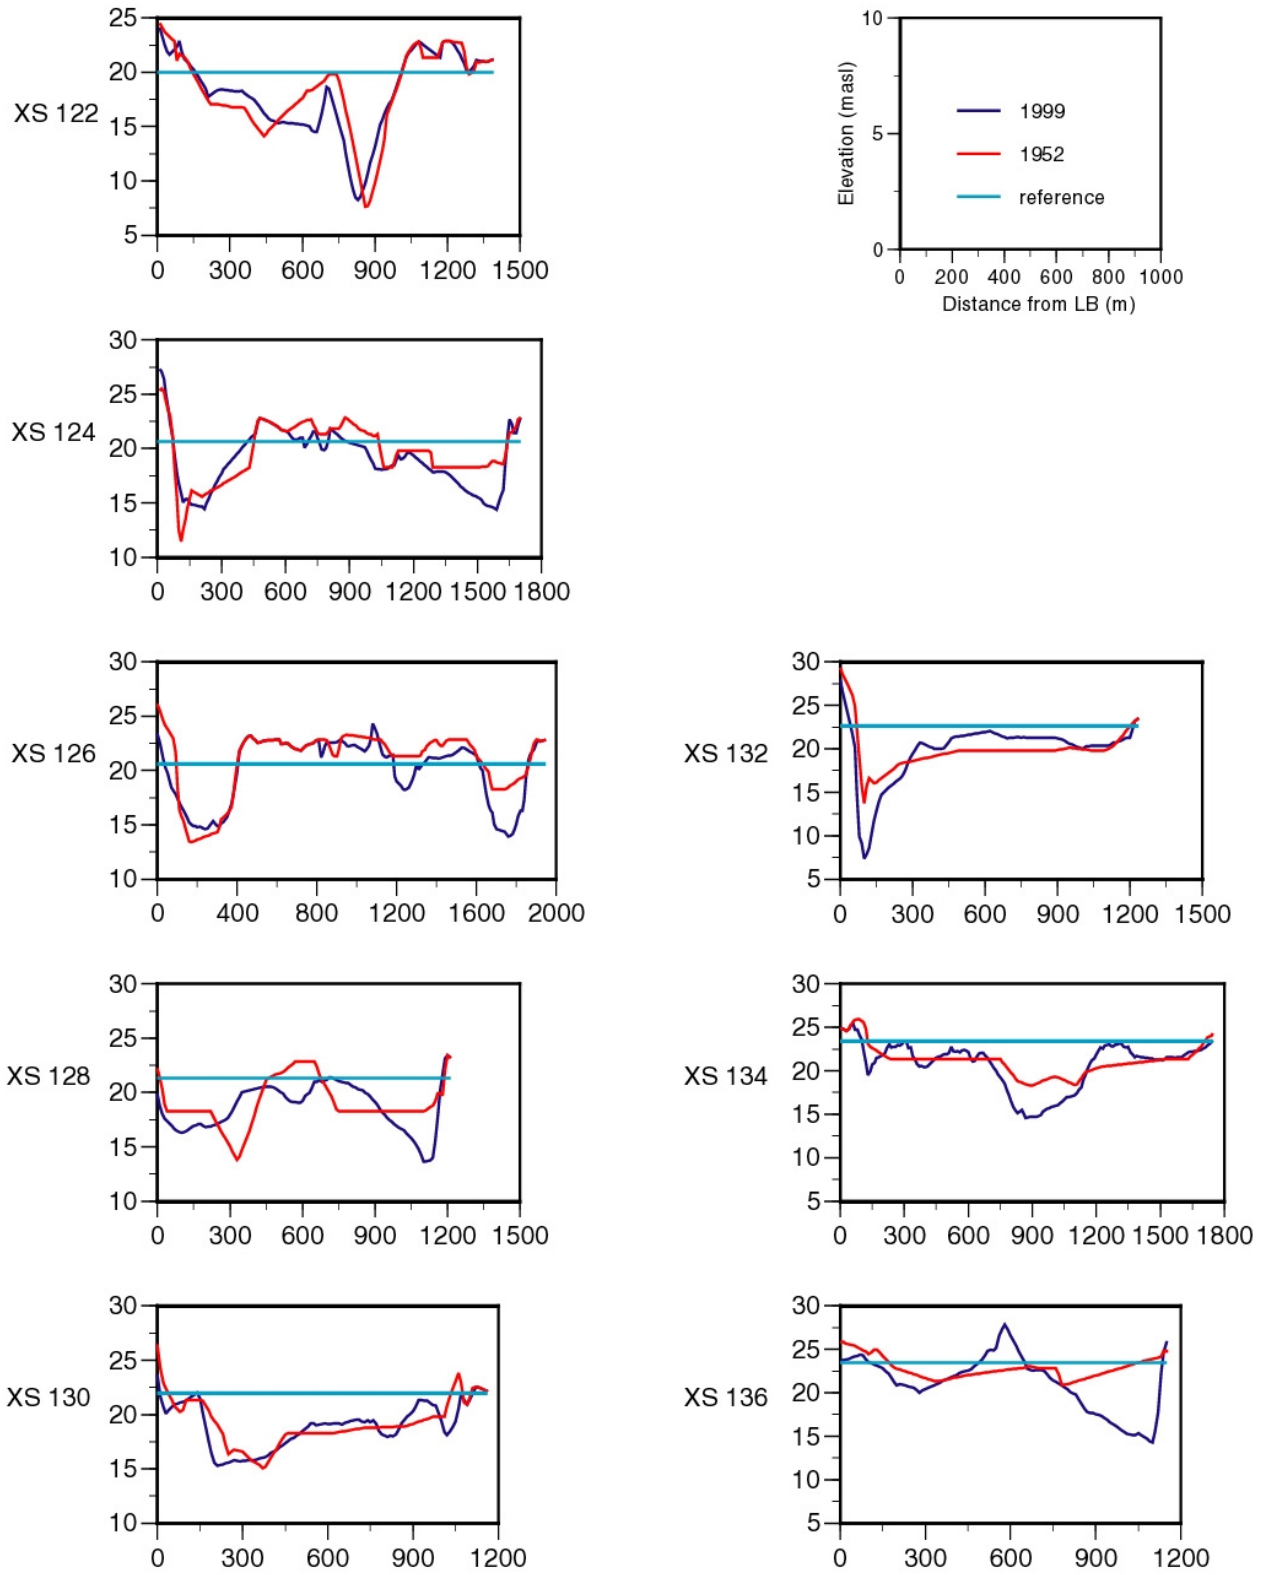 25
20
15
10
5
XS 122
0 300 600 900 1200 1500
10
5
0
Elevation (masl)
1999
1952
reference
0 200 400 600 800 1000
Distance from LB (m)
30
25
20
15
10
XS 124
0 300 600 900 1200 1500 1800
30
25
20
15
10
XS 126
0 400 800 1200 1600 2000
30
25
20
15
10
5
XS 132
0 300 600 900 1200 1500
30
25
20
15
10
XS 128
0 300 600 900 1200 1500
30
25
20
15
10
5
XS 134
0 300 600 900 1200 1500 1800
30
25
20
15
10
XS 130
0 300 600 900 1200
30
25
20
15
10
5
XS 136
0 300 600 900 1200